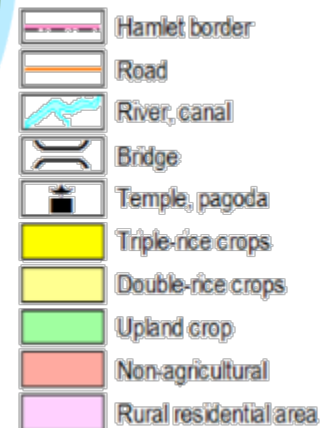 Hamlet border
Road
River, canal
Bridge
Temple, pagoda
Triple-rice crops
Double-rice crops
Upland crop
Non-agricultural
Rural residential area